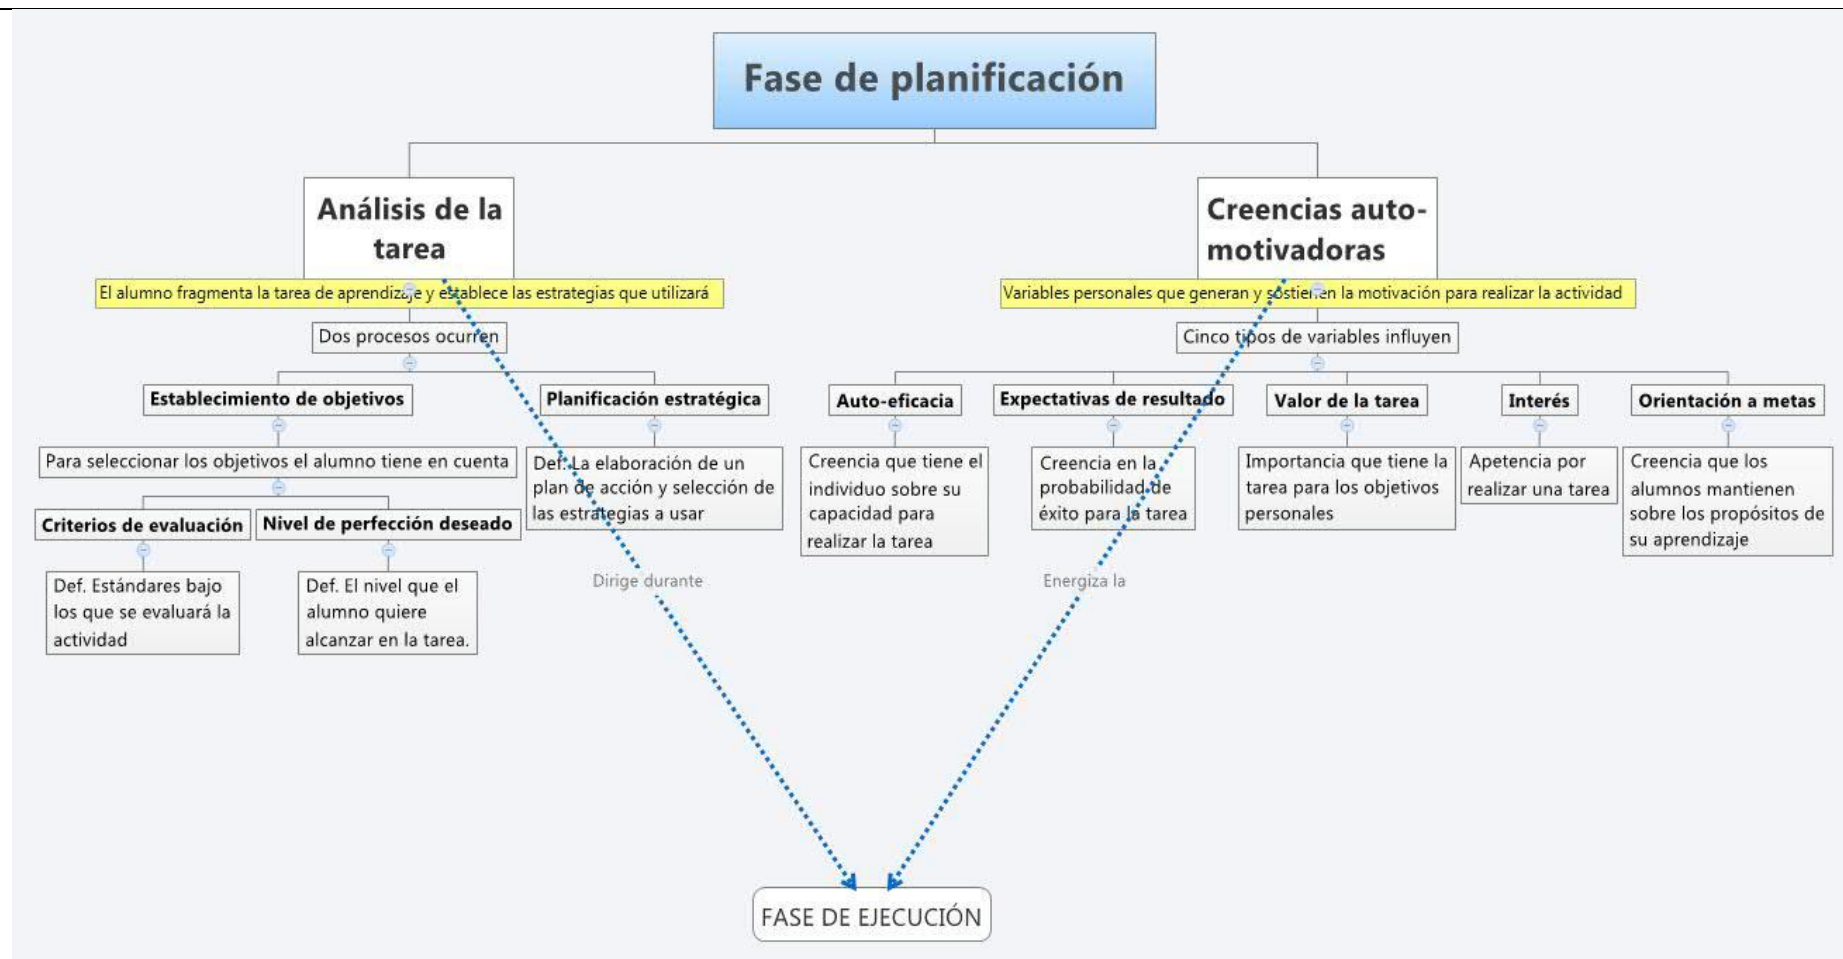 Fase de planificación
Análisis de la
tarea
El alumno fragmenta la tarea de aprendizaje y establece las estrategias que utilizará
Dos procesos ocurren
Establecimiento de objetivos
Para seleccionar los objetivos el alumno tiene en cuenta
Criterios de evaluación
Def. Estándares bajo
los que se evaluará la
actividad
Nivel de perfección deseado
Def. El nivel que el
alumno quiere
alcanzar en la tarea.
Planificación estratégica
Def. La elaboración de un
plan de acción y selección de
las estrategias a usar
Creencias auto-
motivadoras
Variables personales que generan y sostienen la motivación para realizar la actividad
Cinco tipos de variables influyen
Auto-eficacia
Creencia que tiene el
individuo sobre su
capacidad para
realizar la tarea
Expectativas de resultado
Creencia en la
probabilidad de
éxito para la tarea
Valor de la tarea
Importancia que tiene la
tarea para los objetivos
personales
Interés
Apetencia por
realizar una tarea
Orientación a metas
Creencia que los
alumnos mantienen
sobre los propósitos de
su aprendizaje
Dirige durante
Energiza la
FASE DE EJECUCIÓN